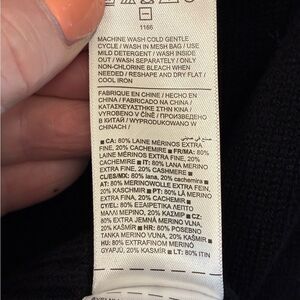 1166
MACHINE WASH COLD GENTLE
CYCLE / WASH IN MESH BAG / USE
MILD DETERGENT / WASH INSIDE
OUT / WASH SEPARATELY / ONLY
NON-CHLORINE BLEACH WHEN
NEEDED / RESHAPE AND DRY FLAT /
COOL IRON
FABRIQUE EN CHINE / HECHO EN
CHINA / FABRICADO NA CHINA /
ΚΑΤΑΣΚΕΥΑΣΤΗΚΕ ΣΤΗΝ ΚΙΝΑ /
VYROBENO V ČÍNĚ / ПРОИЗВЕДЕНО
В КИТАЙ / WYPRODUKOWANO W
CHINACH /
صنع في الصين
■ CA: 80% LAINE MÉRINOS EXTRA
FINE, 20% CACHEMIRE ■ FR/MA: 80%
LAINE MÉRINOS EXTRA FINE, 20%
CACHEMIRE ■ IT: 80% LANA MERINO
EXTRA FINE, 20% CASHMERE ■
CL/ES/MX: 80% lana, 20% cachemira ■
AT: 80% MERINOWOLLE EXTRA FEIN,
20% KASCHMIR ■ PT: 80% LÃ MERINO
EXTRA FINA, 20% CAXEMIRA ■
CY/EL: 80% ΕΞΑΙΡΕΤΙΚΑ ΛΕΠΤΟ
ΜΑΛΛΙ ΜΕΡΙΝΟ, 20% ΚΑΣΜΙΡ ■ CZ:
80% EXTRA JEMNÁ MERINO VLNA,
20% KAŠMÍR ■ HR: 80% POSEBNO
TANKA MERINO VUNA, 20% KAŠMIR ■
HU: 80% EXTRAFINOM MERINÓ
GYAPJÚ, 20% KASMÍR ■ LT: 80% ITIN